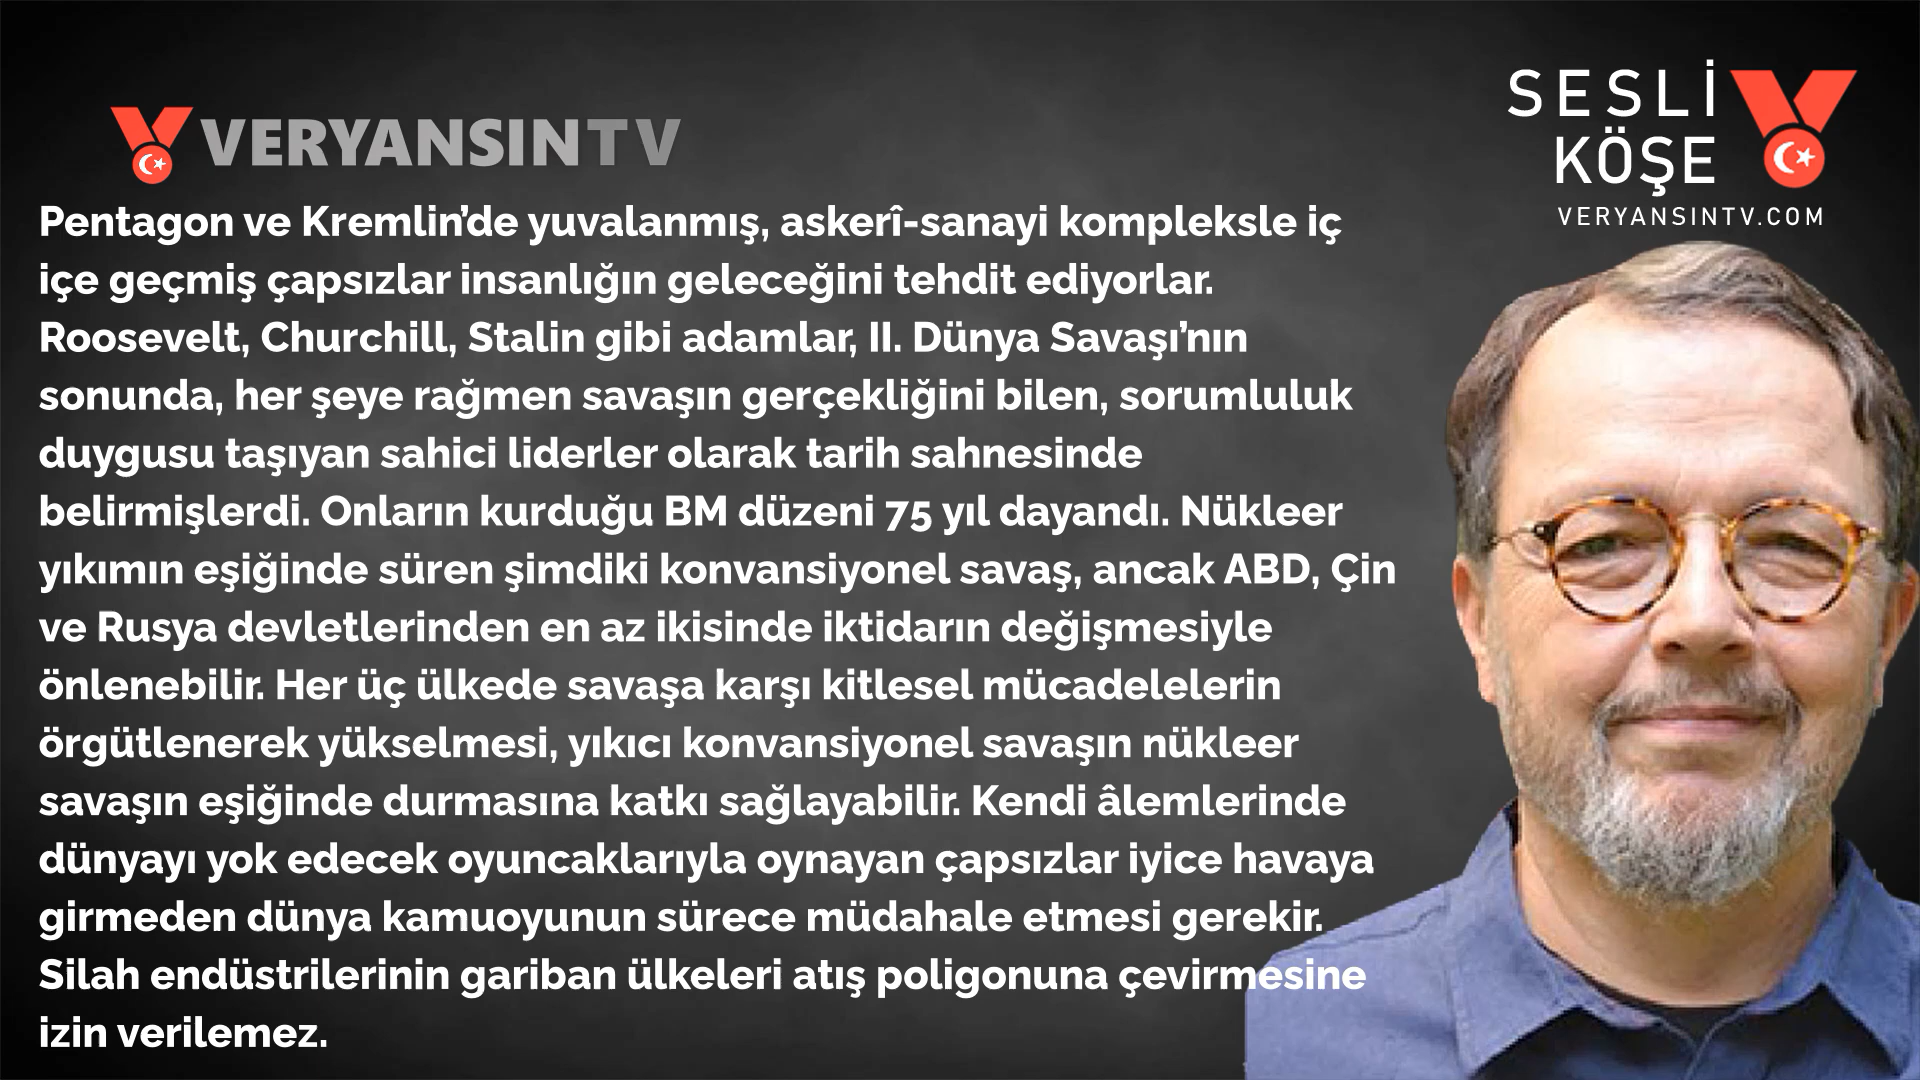 VERYANSINTV
SESLİ
KÖŞE
VERYANSINTV.COM
Pentagon ve Kremlin’de yuvalanmış, askerî-sanayi kompleksle iç
içe geçmiş çapsızlar insanlığın geleceğini tehdit ediyorlar.
Roosevelt, Churchill, Stalin gibi adamlar, II. Dünya Savaşı’nın
sonunda, her şeye rağmen savaşın gerçekliğini bilen, sorumluluk
duygusu taşıyan sahici liderler olarak tarih sahnesinde
belirmişlerdi. Onların kurduğu BM düzeni 75 yıl dayandı. Nükleer
yıkımın eşiğinde süren şimdiki konvansiyonel savaş, ancak ABD, Çin
ve Rusya devletlerinden en az ikisinde iktidarın değişmesiyle
önlenebilir. Her üç ülkede savaşa karşı kitlesel mücadelelerin
örgütlenerek yükselmesi, yıkıcı konvansiyonel savaşın nükleer
savaşın eşiğinde durmasına katkı sağlayabilir. Kendi âlemlerinde
dünyayı yok edecek oyuncaklarıyla oynayan çapsızlar iyice havaya
girmeden dünya kamuoyunun sürece müdahale etmesi gerekir.
Silah endüstrilerinin gariban ülkeleri atış poligonuna çevirmesine
izin verilemez.